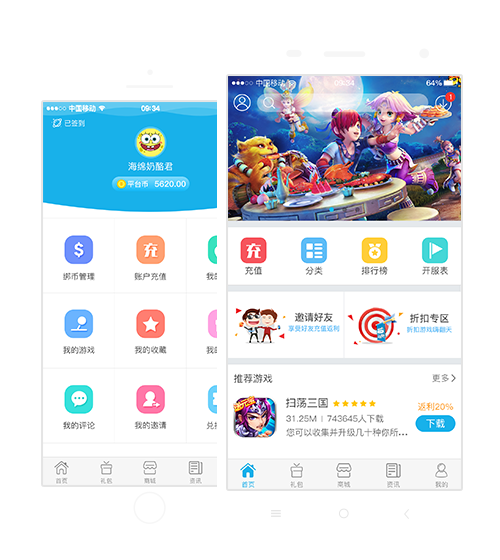 中国移动 09:34
已签到
海绵奶酪君
平台币 5620.00
绑币管理 账户充值 我的
我的游戏 我的收藏 我的
我的评论 我的邀请 兑
首页 礼包 商城 资讯
中国移动 09:34 64%
1
充值 分类 排行榜 开服表
邀请好友
享受好友充值返利
折扣专区
折扣游戏嗨翻天
推荐游戏 更多
扫荡三国
31.25M | 743645人下载
您可以收集并升级几十种你所...
返利20%
下载
首页 礼包 商城 资讯 我的